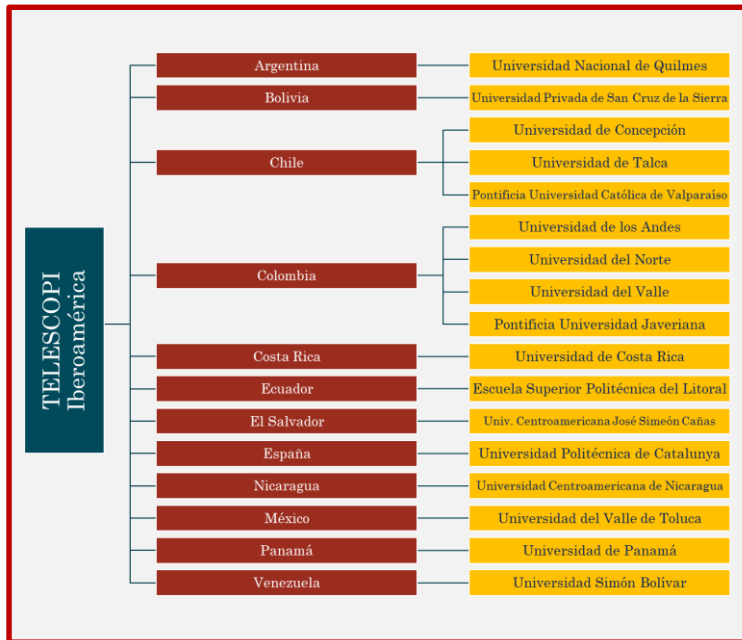 TELESCOPI
Iberoamérica
Argentina
Universidad Nacional de Quilmes
Bolivia
Universidad Privada de San Cruz de la Sierra
Chile
Universidad de Concepción
Universidad de Talca
Pontificia Universidad Católica de Valparaíso
Colombia
Universidad de los Andes
Universidad del Norte
Universidad del Valle
Pontificia Universidad Javeriana
Costa Rica
Universidad de Costa Rica
Ecuador
Escuela Superior Politécnica del Litoral
El Salvador
Univ. Centroamericana José Simeón Cañas
España
Universidad Politécnica de Catalunya
Nicaragua
Universidad Centroamericana de Nicaragua
México
Universidad del Valle de Toluca
Panamá
Universidad de Panamá
Venezuela
Universidad Simón Bolívar